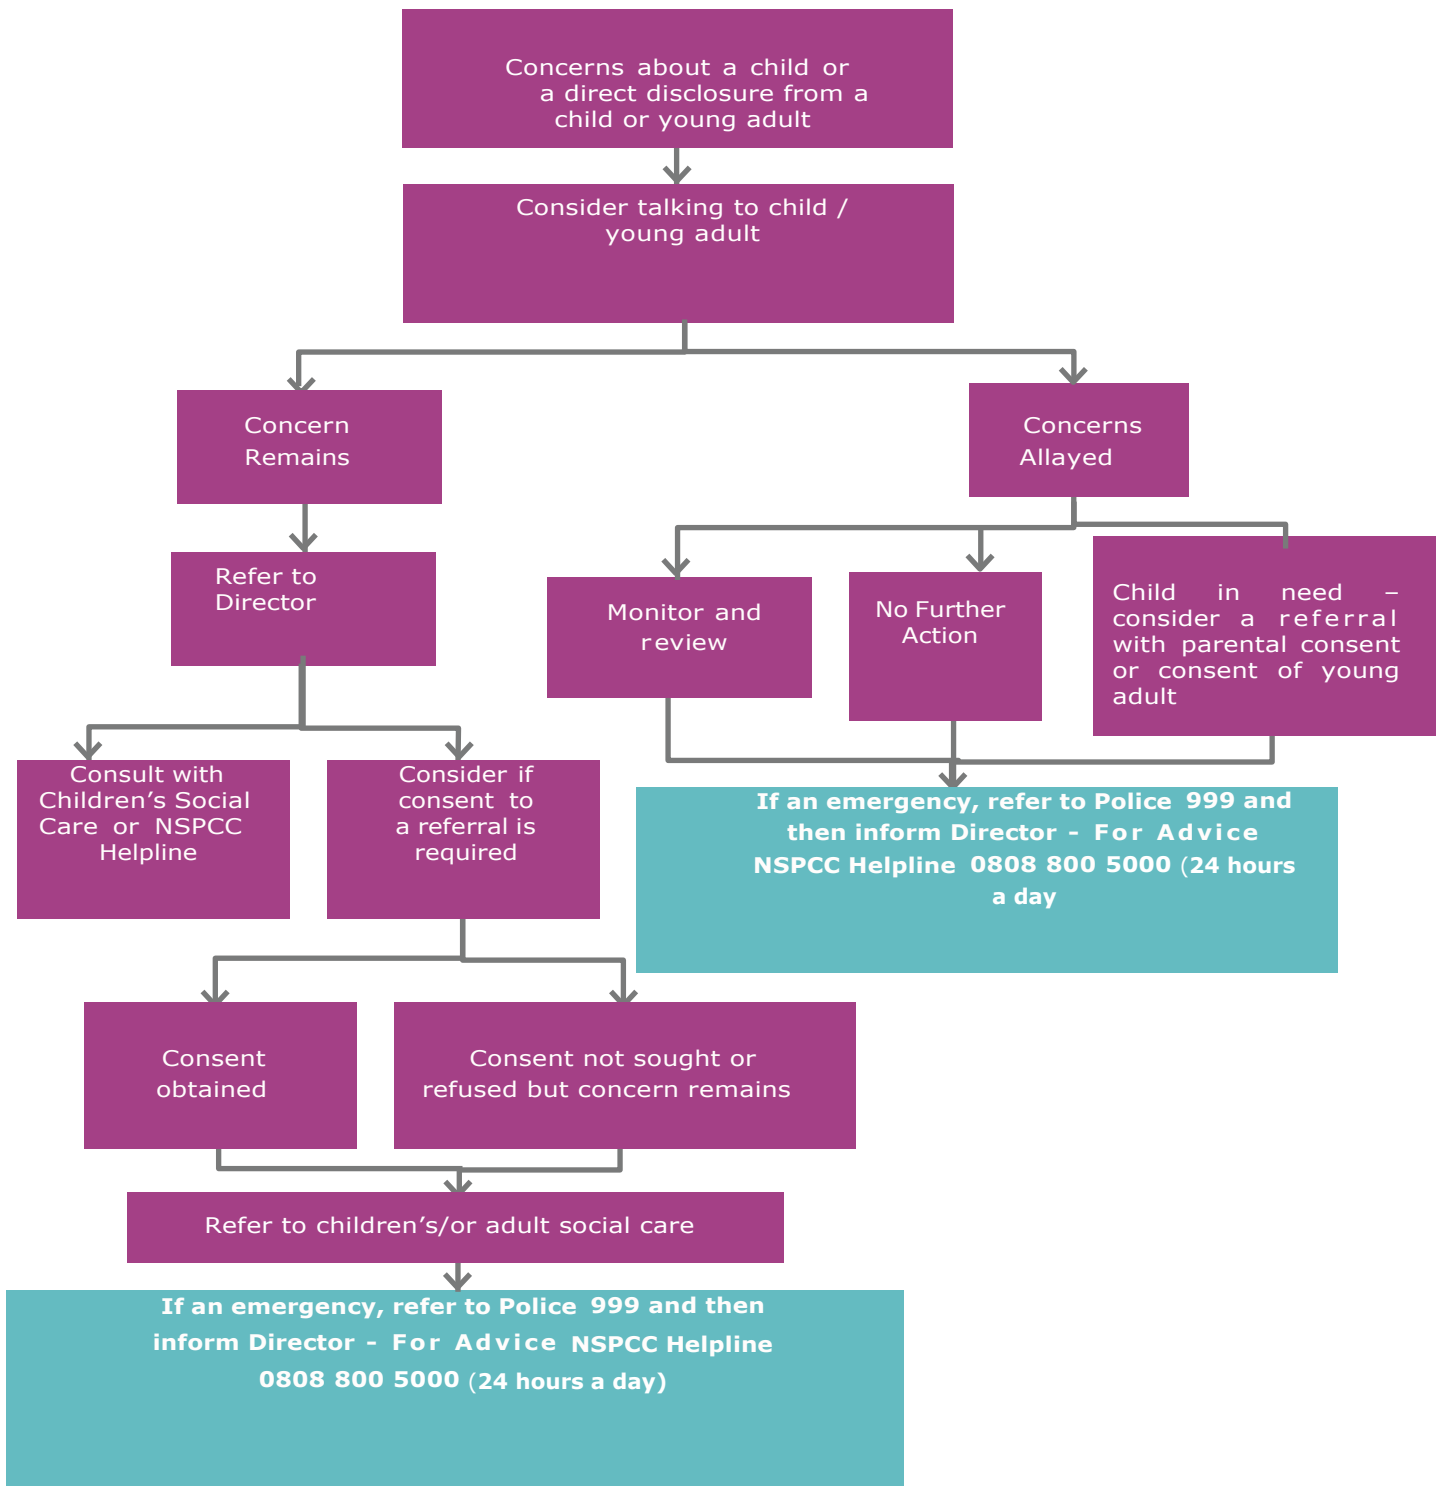 Concerns about a child or
a direct disclosure from a
child or young adult
Consider talking to child /
young adult
Concern
Remains
Concerns
Allayed
Refer to
Director
Monitor and
review
No Further
Action
Child in need –
consider a referral
with parental consent
or consent of young
adult
Consult with
Children’s Social
Care or NSPCC
Helpline
Consider if
consent to
a referral is
required
If an emergency, refer to Police 999 and
then inform Director – For Advice
NSPCC Helpline 0808 800 5000 (24 hours
a day
Consent
obtained
Consent not sought or
refused but concern remains
Refer to children’s/or adult social care
If an emergency, refer to Police 999 and then
inform Director – For Advice NSPCC Helpline
0808 800 5000 (24 hours a day)